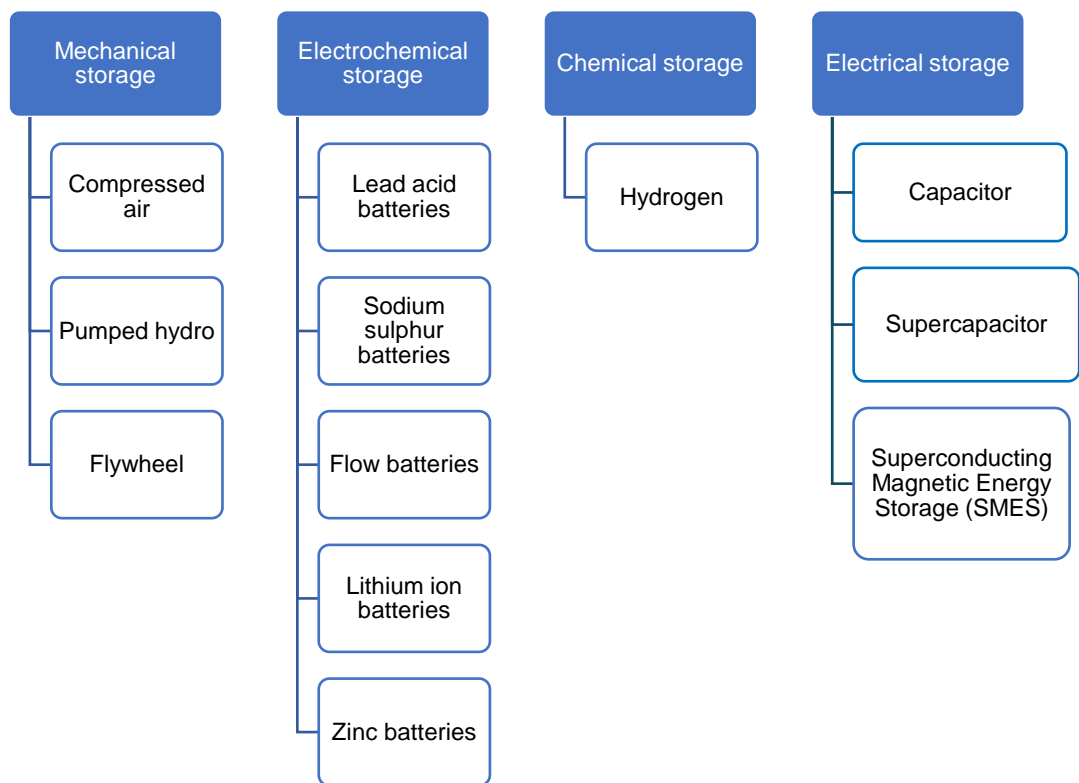 Mechanical
storage
Compressed
air
Pumped hydro
Flywheel
Electrochemical
storage
Lead acid
batteries
Sodium
sulphur
batteries
Flow batteries
Lithium ion
batteries
Zinc batteries
Chemical storage
Hydrogen
Electrical storage
Capacitor
Supercapacitor
Superconducting
Magnetic Energy
Storage (SMES)